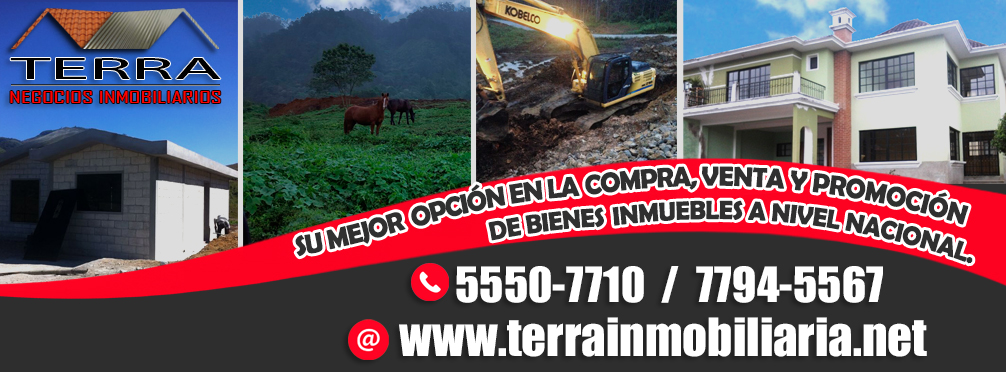 TERRA
NEGOCIOS INMOBILIARIOS
KOBELCO
SU MEJOR OPCIÓN EN LA COMPRA, VENTA Y PROMOCIÓN
DE BIENES INMUEBLES A NIVEL NACIONAL.
5550-7710 / 7794-5567
@ www.terrainmobiliaria.net